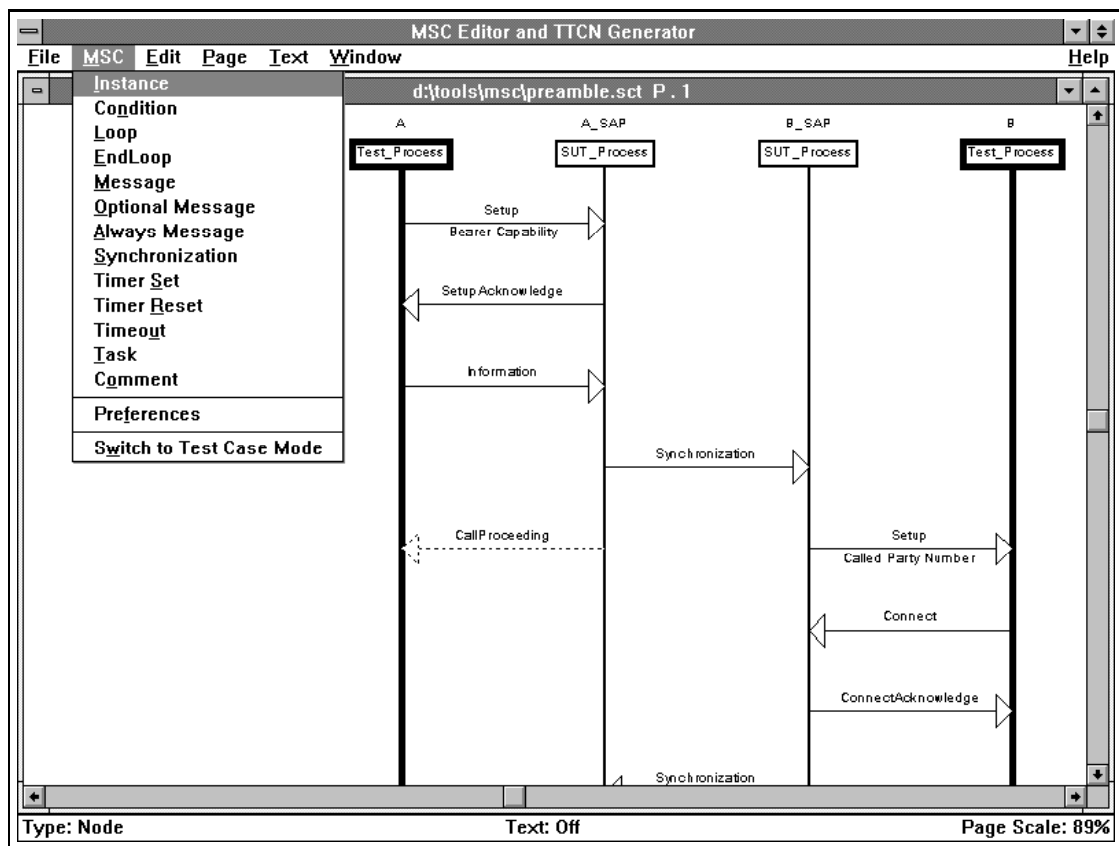 MSC Editor and TTCN Generator
File MSC Edit Page Text Window Help
d:\tools\msc\preamble.sct P . 1
Instance
Condition
Loop
EndLoop
Message
Optional Message
Always Message
Synchronization
Timer Set
Timer Reset
Timeout
Task
Comment
Preferences
Switch to Test Case Mode
A A_SAP B_SAP B
Test_Process SUT_Process SUT_Process Test_Process
Setup
Bearer Capability
SetupAcknowledge
Information
Synchronization
CallProceeding Setup
Called Party Number
Connect
ConnectAcknowledge
Synchronization
Type: Node Text: Off Page Scale: 89%